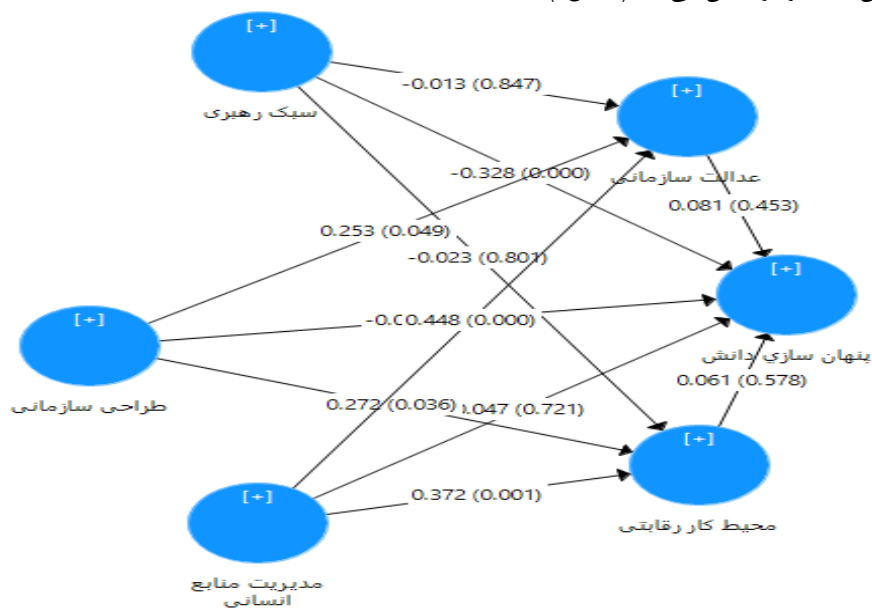 [+]
سبک رهبری
-0.013 (0.847)
[+]
عدالت سازمانی
-0.328 (0.000)
0.081 (0.453)
0.253 (0.049)
-0.023 (0.801)
[+]
پنهان سازي دانش
[+]
طراحی سازمانی
0.448 (0.000)
0.061 (0.578)
0.272 (0.036)
.047 (0.721)
[+]
محیط کار رقابتی
0.372 (0.001)
[+]
مدیریت منابع
انسانی